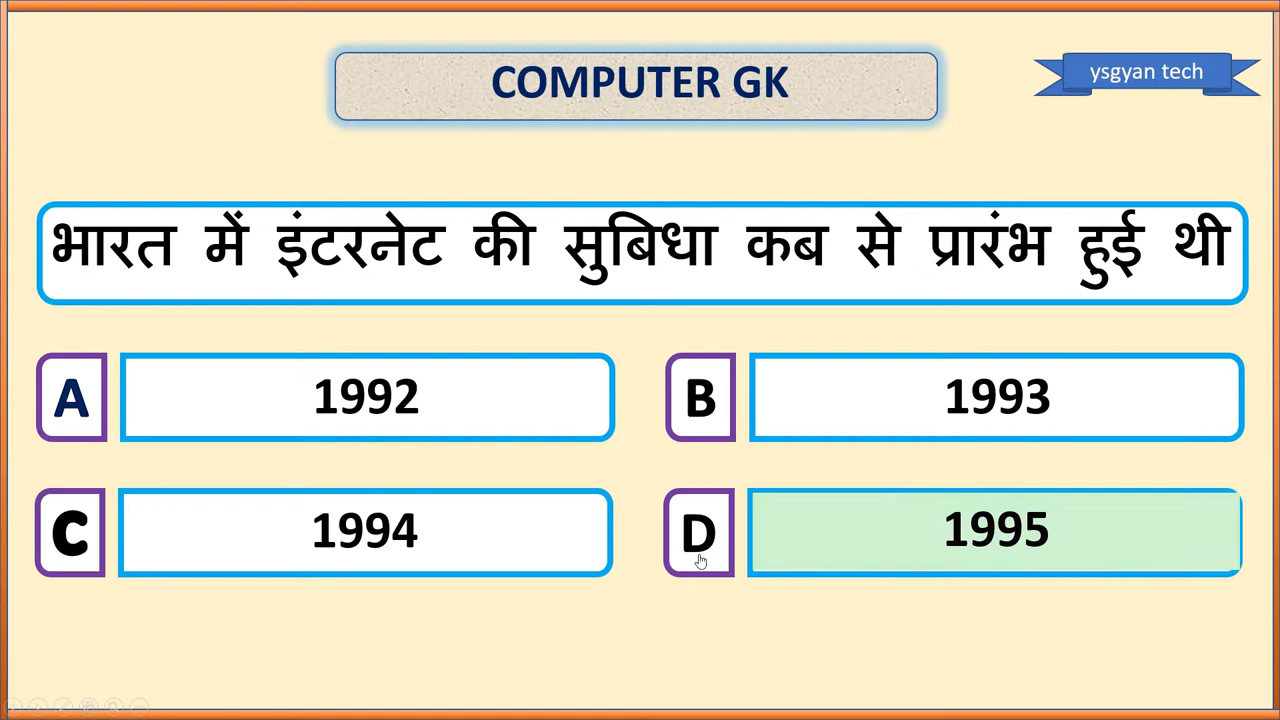 COMPUTER GK
ysgyan tech
भारत में इंटरनेट की सुबिधा कब से प्रारंभ हुई थी
A 1992
B 1993
C 1994
D 1995